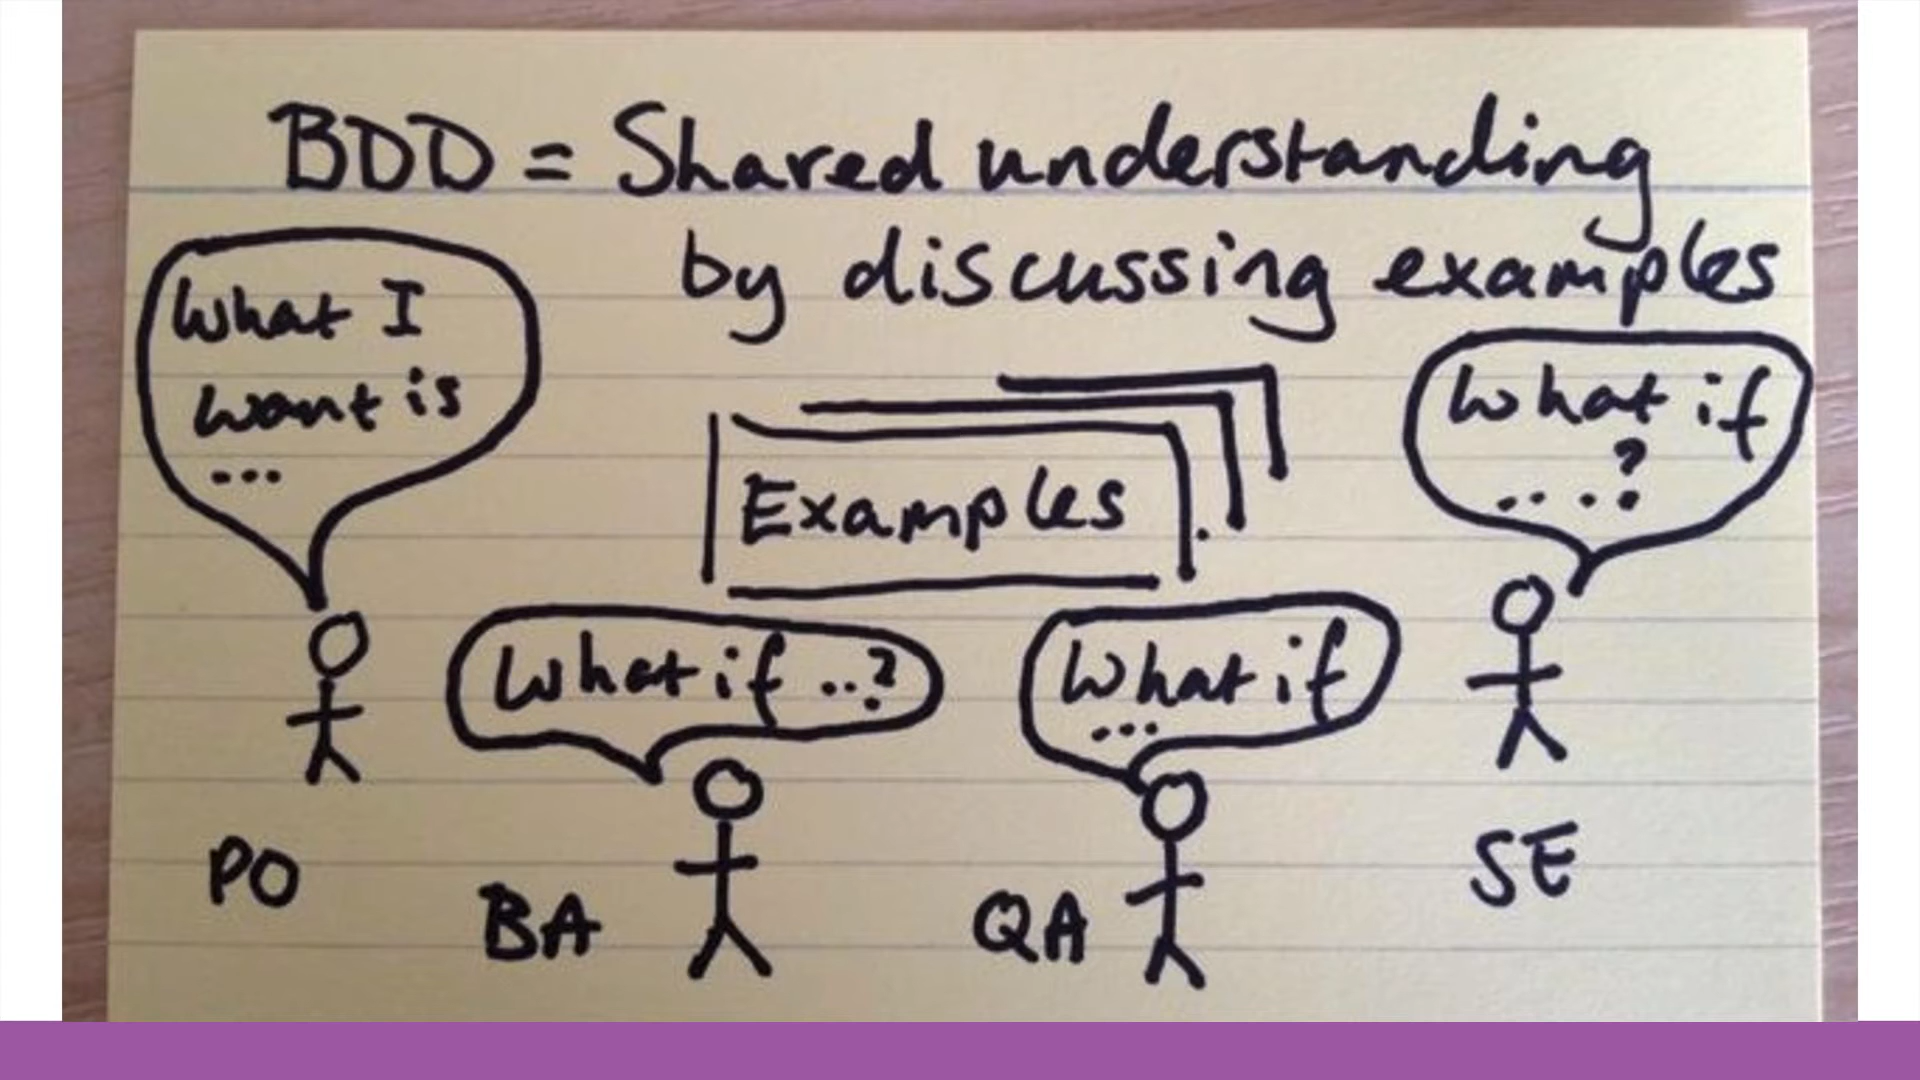 BDD = Shared understanding
by discussing examples
What I
want is
...
Examples
What if
?
....
What if ..?
What if
...
PO
BA
QA
SE